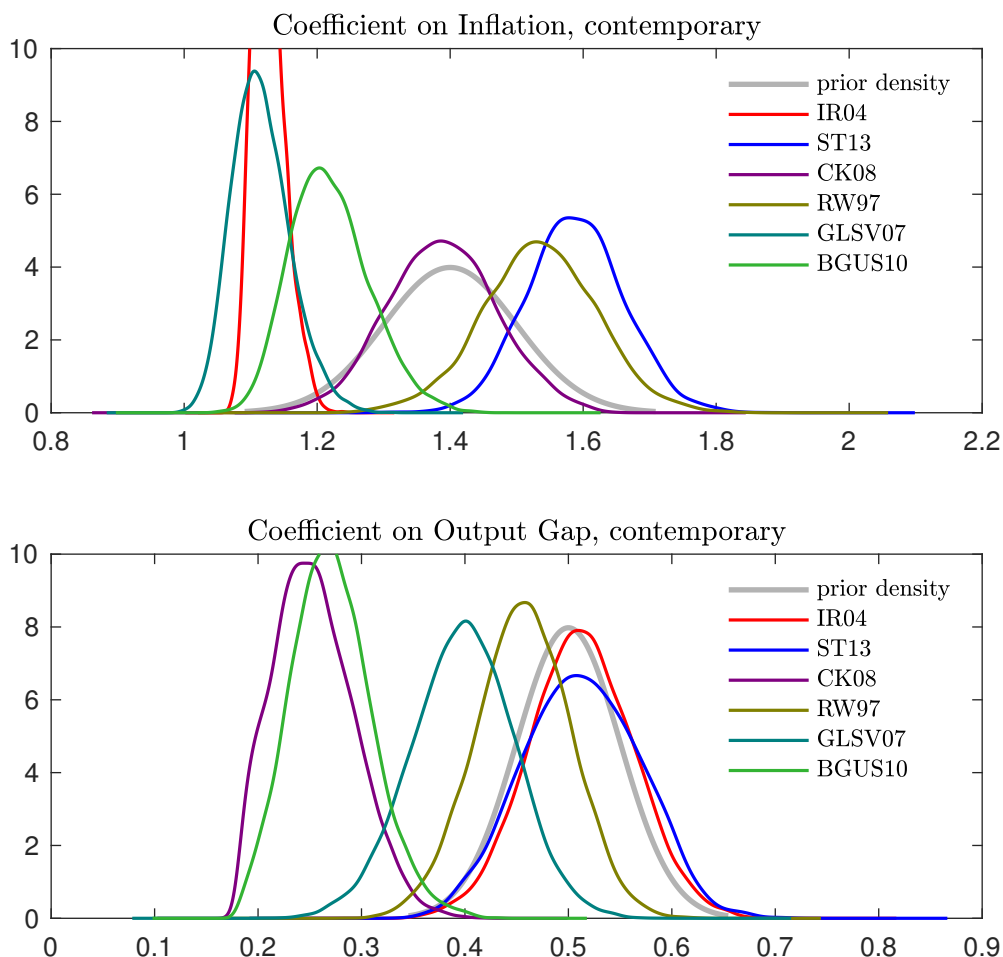 Coefficient on Inflation, contemporary
10
8
6
4
2
0
prior density
IR04
ST13
CK08
RW97
GLSV07
BGUS10
0.8 1 1.2 1.4 1.6 1.8 2 2.2
Coefficient on Output Gap, contemporary
10
8
6
4
2
0
prior density
IR04
ST13
CK08
RW97
GLSV07
BGUS10
0 0.1 0.2 0.3 0.4 0.5 0.6 0.7 0.8 0.9